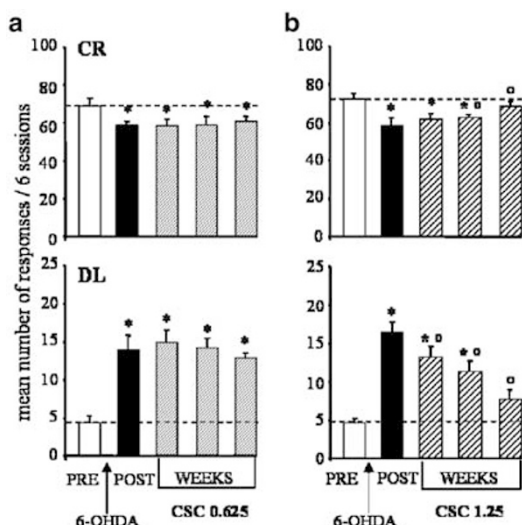 a
b
mean number of responses / 6 sessions
CR
100
80
60
40
20
0
* * * *
100
80
60
40
20
0
* * *¤ ¤
DL
25
20
15
10
5
0
* * * *
25
20
15
10
5
0
* *¤ *¤ ¤
PRE POST WEEKS
PRE POST WEEKS
6-OHDA CSC 0.625
6-OHDA CSC 1.25